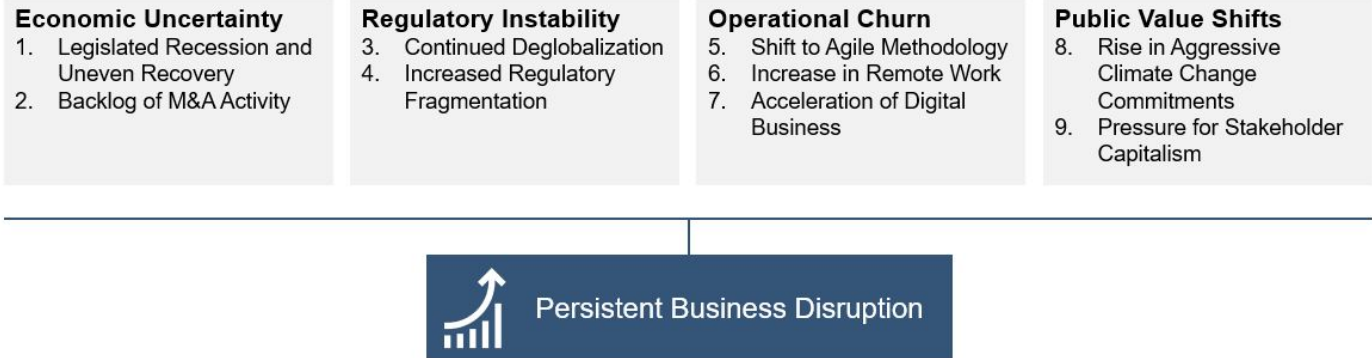 Economic Uncertainty
1. Legislated Recession and
Uneven Recovery
2. Backlog of M&A Activity
Regulatory Instability
3. Continued Deglobalization
4. Increased Regulatory
Fragmentation
Operational Churn
5. Shift to Agile Methodology
6. Increase in Remote Work
7. Acceleration of Digital
Business
Public Value Shifts
8. Rise in Aggressive
Climate Change
Commitments
9. Pressure for Stakeholder
Capitalism
Persistent Business Disruption